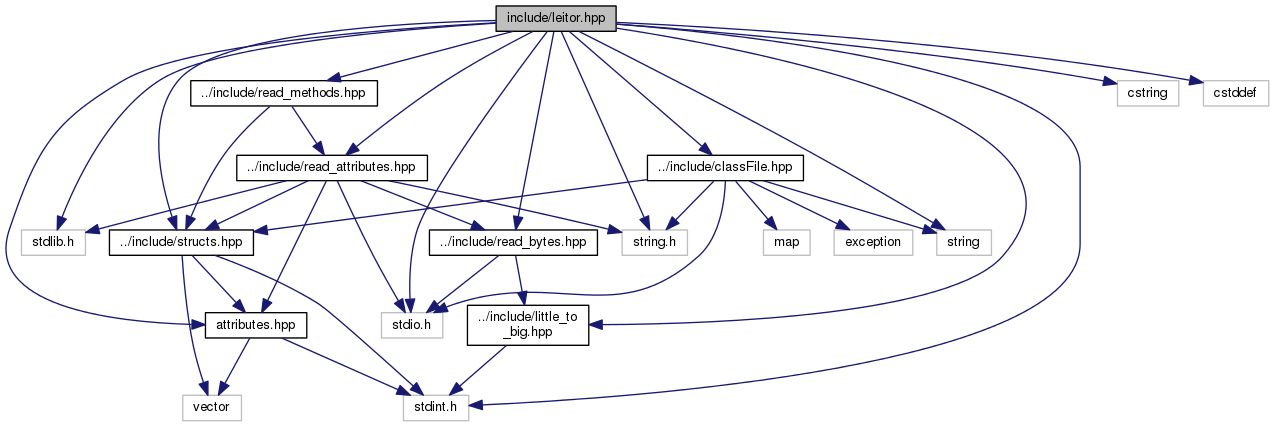 include/leitor.hpp
../include/read_methods.hpp
cstring
cstddef
../include/read_attributes.hpp
../include/classFile.hpp
stdlib.h
../include/structs.hpp
../include/read_bytes.hpp
string.h
map
exception
string
attributes.hpp
stdio.h
../include/little_to
_big.hpp
vector
stdint.h